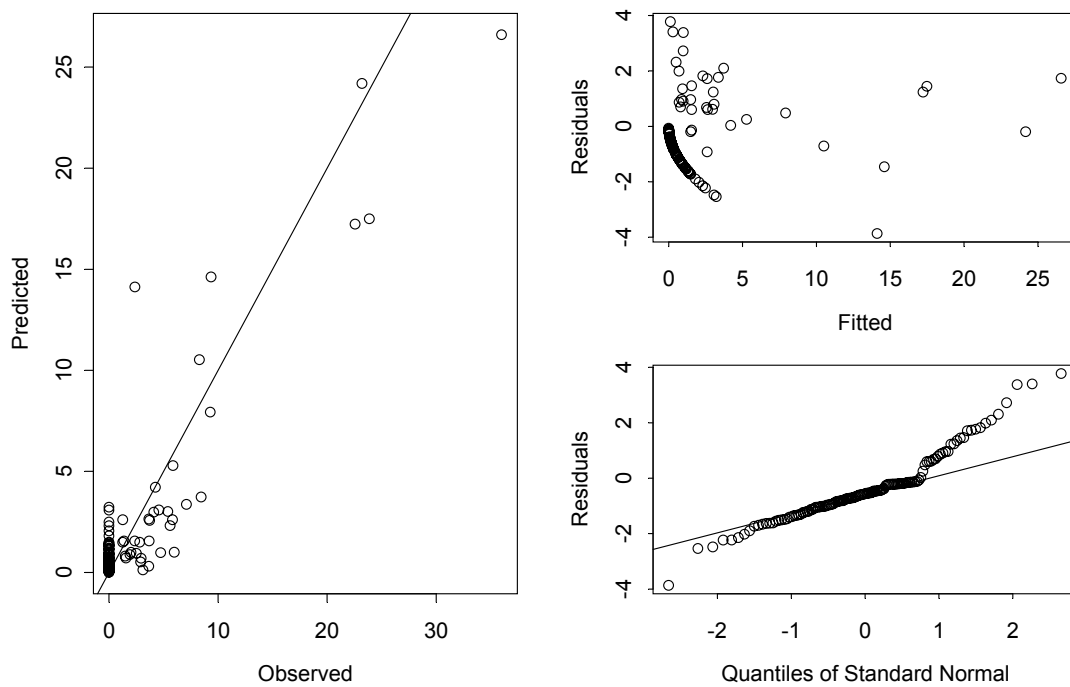 25
20
15
10
5
0
Predicted
0 10 20 30
Observed
4
2
0
-2
-4
Residuals
0 5 10 15 20 25
Fitted
4
2
0
-2
-4
Residuals
-2 -1 0 1 2
Quantiles of Standard Normal